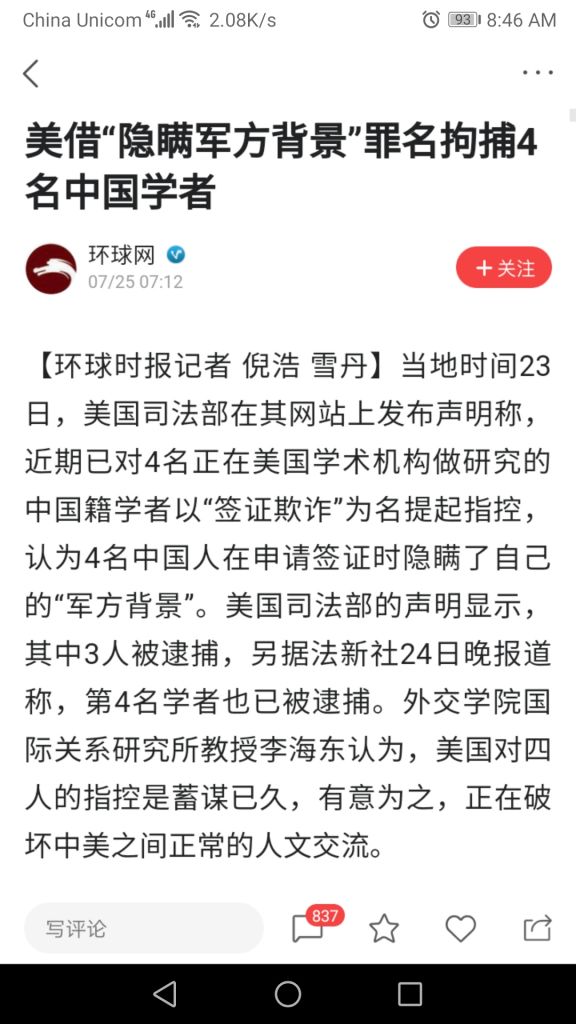 China Unicom 4G 2.08K/s 93 8:46 AM
美借“隐瞒军方背景”罪名拘捕4
名中国学者
环球网
07/25 07:12
+关注
【环球时报记者 倪浩 雪丹】当地时间23
日，美国司法部在其网站上发布声明称，
近期已对4名正在美国学术机构做研究的
中国籍学者以“签证欺诈”为名提起指控，
认为4名中国人在申请签证时隐瞒了自己
的“军方背景”。美国司法部的声明显示，
其中3人被逮捕，另据法新社24日晚报道
称，第4名学者也已被逮捕。外交学院国
际关系研究所教授李海东认为，美国对四
人的指控是蓄谋已久，有意为之，正在破
坏中美之间正常的人文交流。
写评论
837